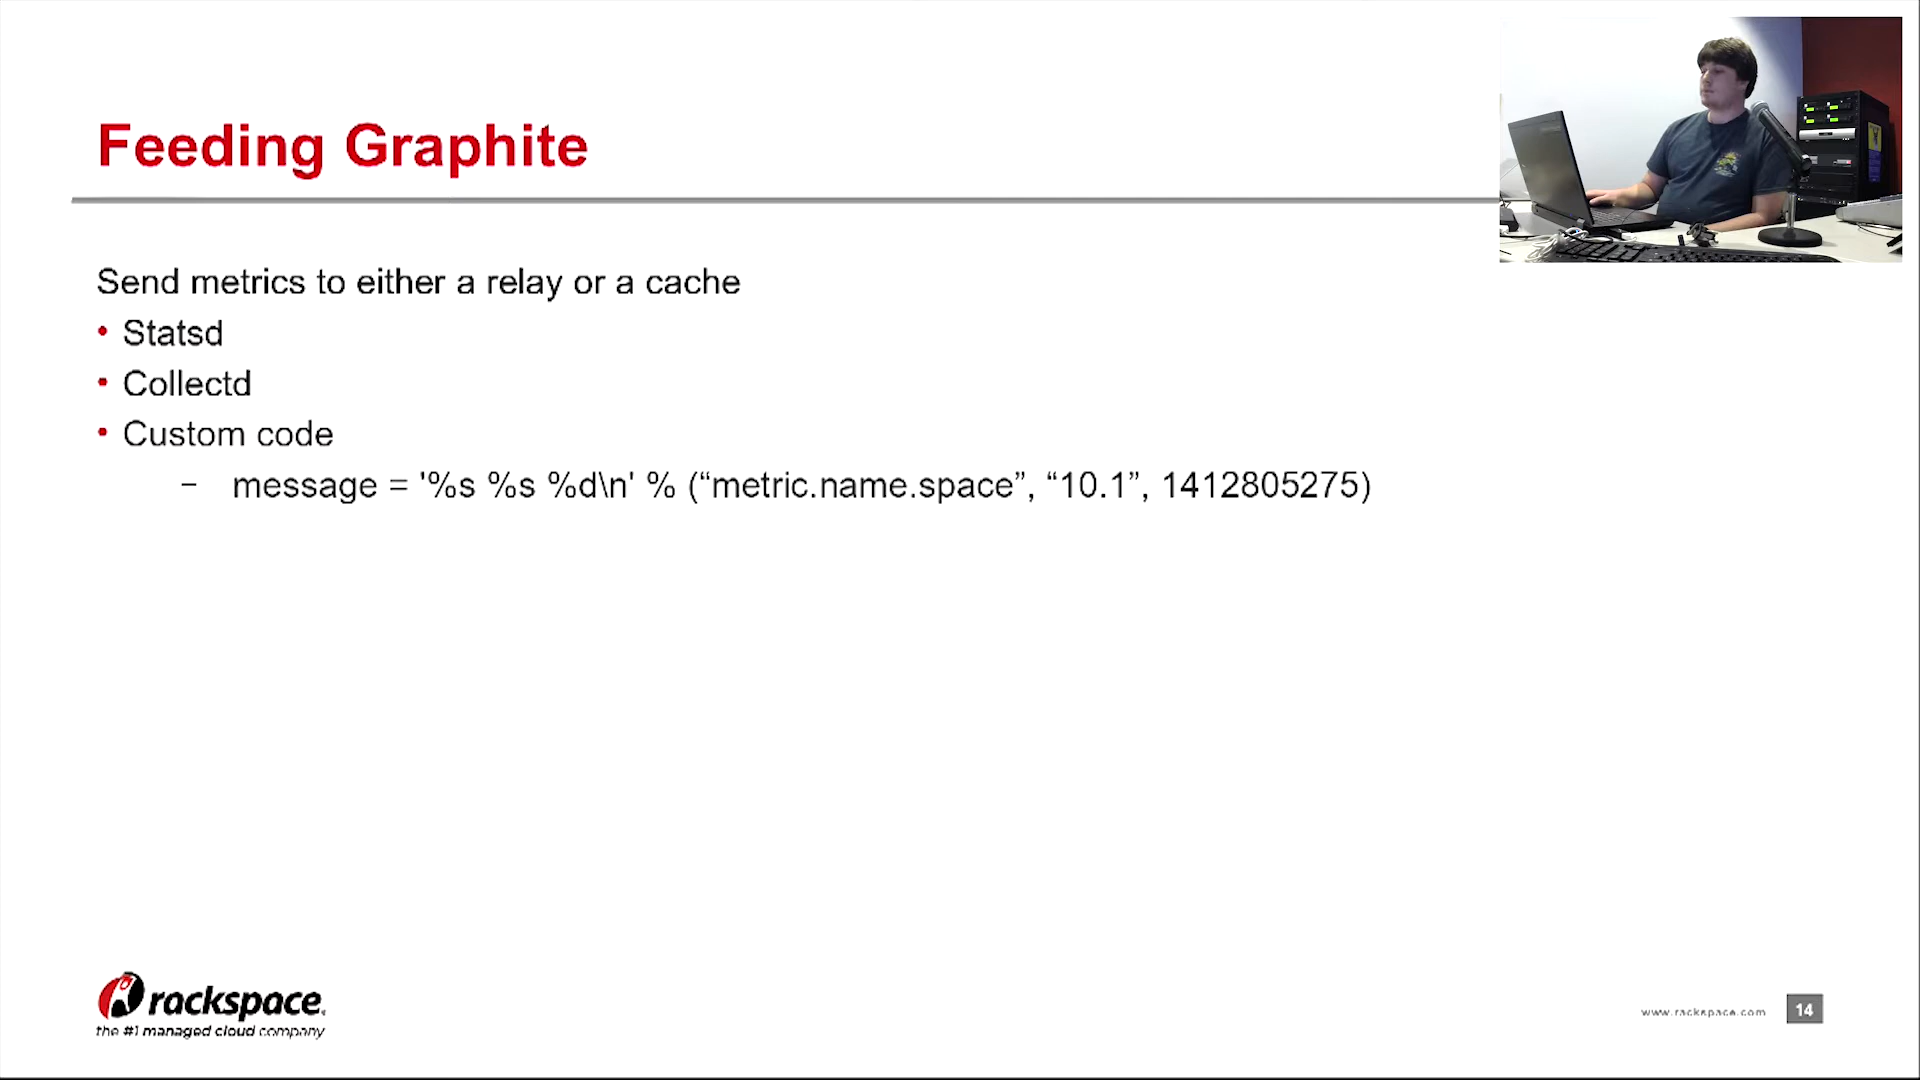 Feeding Graphite
Send metrics to either a relay or a cache
• Statsd
• Collectd
• Custom code
– message = '%s %s %d\n' % (“metric.name.space”, “10.1”, 1412805275)
rackspace.
the #1 managed cloud company
www.rackspace.com 14